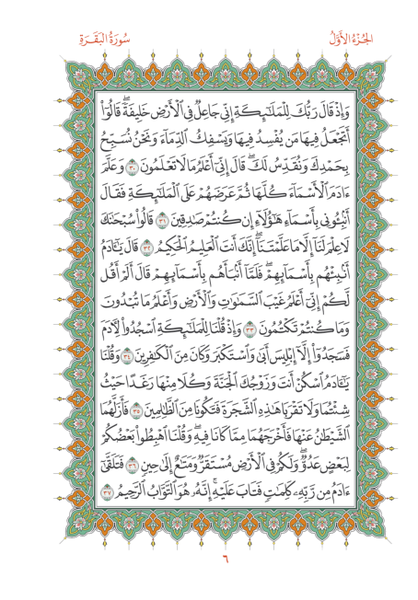 الجُزْءُ الأَوَّلُ
سُورَةُ البَقَرَةِ
وَإِذْ قَالَ رَبُّكَ لِلْمَلَٰٓئِكَةِ إِنِّي جَاعِلٌ فِي ٱلْأَرْضِ خَلِيفَةًۖ قَالُوٓا۟
أَتَجْعَلُ فِيهَا مَن يُفْسِدُ فِيهَا وَيَسْفِكُ ٱلدِّمَآءَ وَنَحْنُ نُسَبِّحُ
بِحَمْدِكَ وَنُقَدِّسُ لَكَۖ قَالَ إِنِّيٓ أَعْلَمُ مَا لَا تَعْلَمُونَ ٣٠ وَعَلَّمَ
ءَادَمَ ٱلْأَسْمَآءَ كُلَّهَا ثُمَّ عَرَضَهُمْ عَلَى ٱلْمَلَٰٓئِكَةِ فَقَالَ
أَنۢبِـُٔونِي بِأَسْمَآءِ هَٰٓؤُلَآءِ إِن كُنتُمْ صَٰدِقِينَ ٣١ قَالُوا۟ سُبْحَٰنَكَ
لَا عِلْمَ لَنَآ إِلَّا مَا عَلَّمْتَنَآۖ إِنَّكَ أَنتَ ٱلْعَلِيمُ ٱلْحَكِيمُ ٣٢ قَالَ يَٰٓـَٔادَمُ
أَنۢبِئْهُم بِأَسْمَآئِهِمْۖ فَلَمَّآ أَنۢبَأَهُم بِأَسْمَآئِهِمْ قَالَ أَلَمْ أَقُل
لَّكُمْ إِنِّيٓ أَعْلَمُ غَيْبَ ٱلسَّمَٰوَٰتِ وَٱلْأَرْضِ وَأَعْلَمُ مَا تُبْدُونَ
وَمَا كُنتُمْ تَكْتُمُونَ ٣٣ وَإِذْ قُلْنَا لِلْمَلَٰٓئِكَةِ ٱسْجُدُوا۟ لِءَادَمَ
فَسَجَدُوٓا۟ إِلَّآ إِبْلِيسَ أَبَىٰ وَٱسْتَكْبَرَ وَكَانَ مِنَ ٱلْكَٰفِرِينَ ٣٤ وَقُلْنَا
يَٰٓـَٔادَمُ ٱسْكُنْ أَنتَ وَزَوْجُكَ ٱلْجَنَّةَ وَكُلَا مِنْهَا رَغَدًا حَيْثُ
شِئْتُمَا وَلَا تَقْرَبَا هَٰذِهِ ٱلشَّجَرَةَ فَتَكُونَا مِنَ ٱلظَّٰلِمِينَ ٣٥ فَأَزَلَّهُمَا
ٱلشَّيْطَٰنُ عَنْهَا فَأَخْرَجَهُمَا مِمَّا كَانَا فِيهِۖ وَقُلْنَا ٱهْبِطُوا۟ بَعْضُكُمْ
لِبَعْضٍ عَدُوٌّۖ وَلَكُمْ فِي ٱلْأَرْضِ مُسْتَقَرٌّ وَمَتَٰعٌ إِلَىٰ حِينٍ ٣٦ فَتَلَقَّىٰٓ
ءَادَمُ مِن رَّبِّهِۦ كَلِمَٰتٍ فَتَابَ عَلَيْهِۚ إِنَّهُۥ هُوَ ٱلتَّوَّابُ ٱلرَّحِيمُ ٣٧
٦